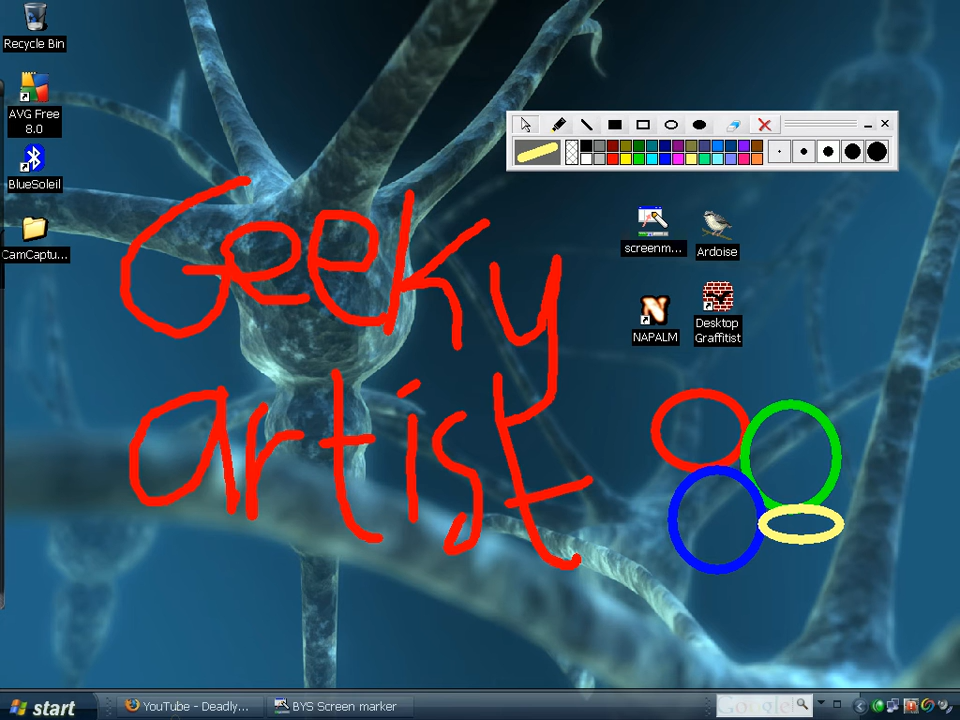 Recycle Bin
AVG Free
8.0
BlueSoleil
CamCaptu...
screenm...
Ardoise
NAPALM
Desktop
Graffitist
Geeky
artist
start
YouTube - Deadly...
BYS Screen marker
Google